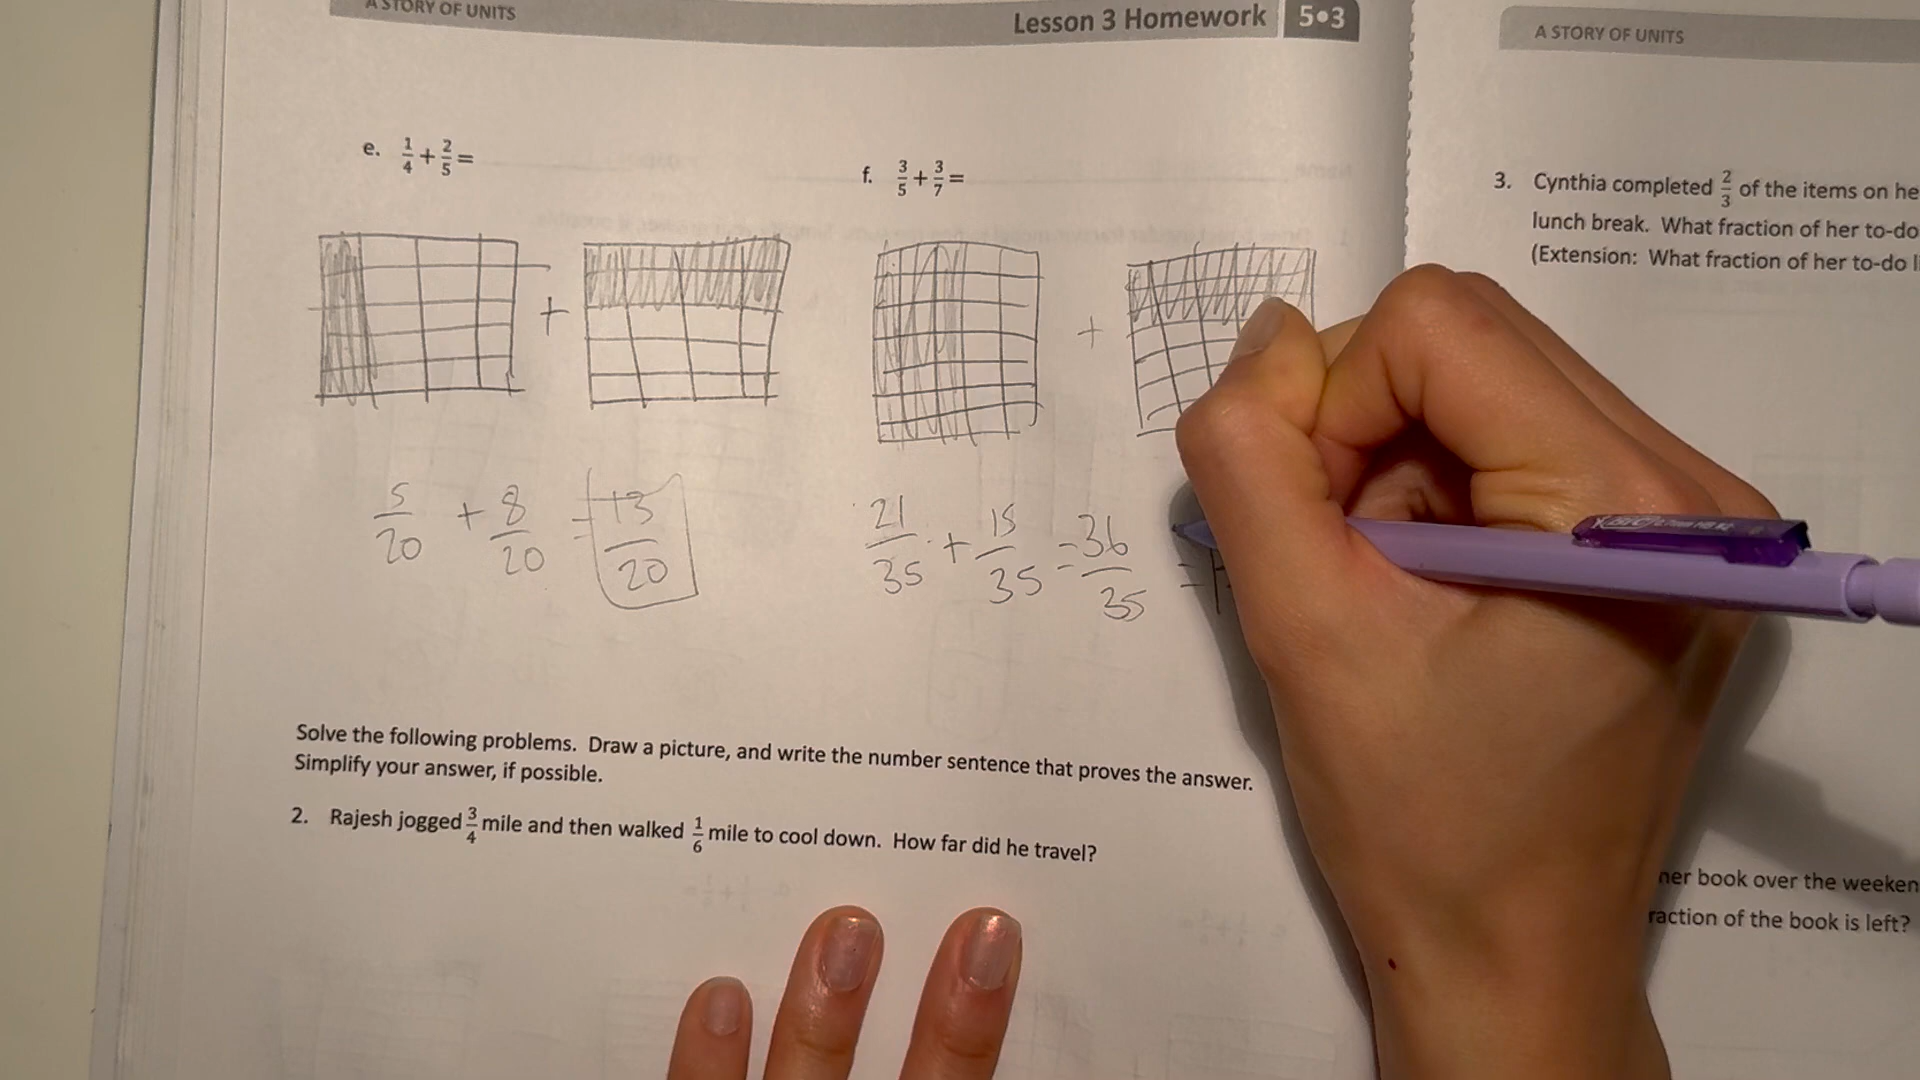 A STORY OF UNITS
Lesson 3 Homework 5•3
e. 1/4 + 2/5 =
f. 3/5 + 3/7 =
+
+
5/20 + 8/20 = 13/20
21/35 + 15/35 = 36/35 =
Solve the following problems. Draw a picture, and write the number sentence that proves the answer.
Simplify your answer, if possible.
2. Rajesh jogged 3/4 mile and then walked 1/6 mile to cool down. How far did he travel?
A STORY OF UNITS
3. Cynthia completed 2/3 of the items on he
lunch break. What fraction of her to-do
(Extension: What fraction of her to-do l
her book over the weeken
raction of the book is left?